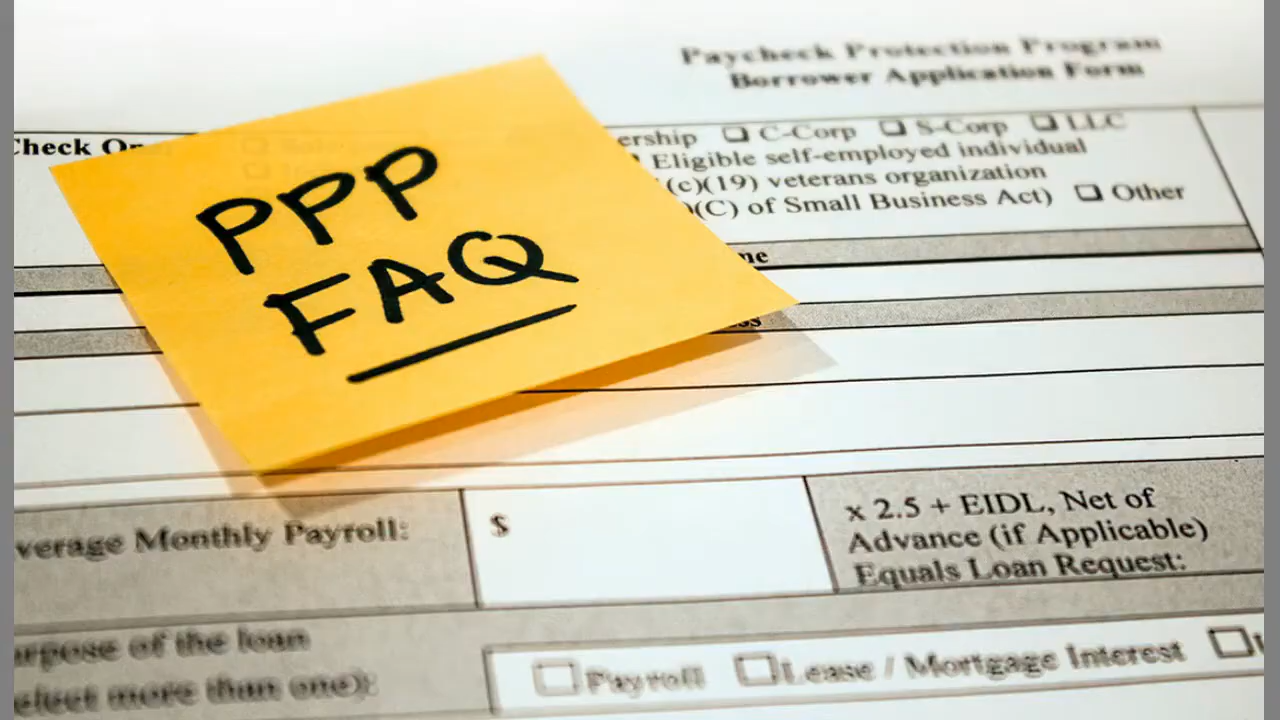 Paycheck Protection Program
Borrower Application Form
Check
ership ❑ C-Corp ❑ S-Corp ❑ LLC
Eligible self-employed individual
(c)(19) veterans organization
(C) of Small Business Act) ❑ Other
PPP
FAQ
verage Monthly Payroll:
$
x 2.5 + EIDL, Net of
Advance (if Applicable)
Equals Loan Request:
urpose of the loan
elect more than one):
☐ Payroll ☐ Lease / Mortgage Interest ☐